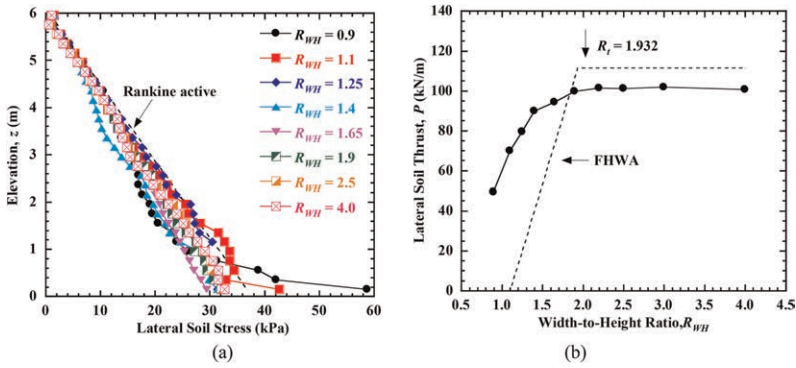 (a)
Rankine active
R_WH = 0.9
R_WH = 1.1
R_WH = 1.25
R_WH = 1.4
R_WH = 1.65
R_WH = 1.9
R_WH = 2.5
R_WH = 4.0
Elevation, z (m)
6
5
4
3
2
1
0
0 10 20 30 40 50 60
Lateral Soil Stress (kPa)
(a)
(b)
R_t = 1.932
FHWA
Lateral Soil Thrust, P (kN/m)
140
120
100
80
60
40
20
0
0.5 1.0 1.5 2.0 2.5 3.0 3.5 4.0 4.5
Width-to-Height Ratio,R_WH
(b)